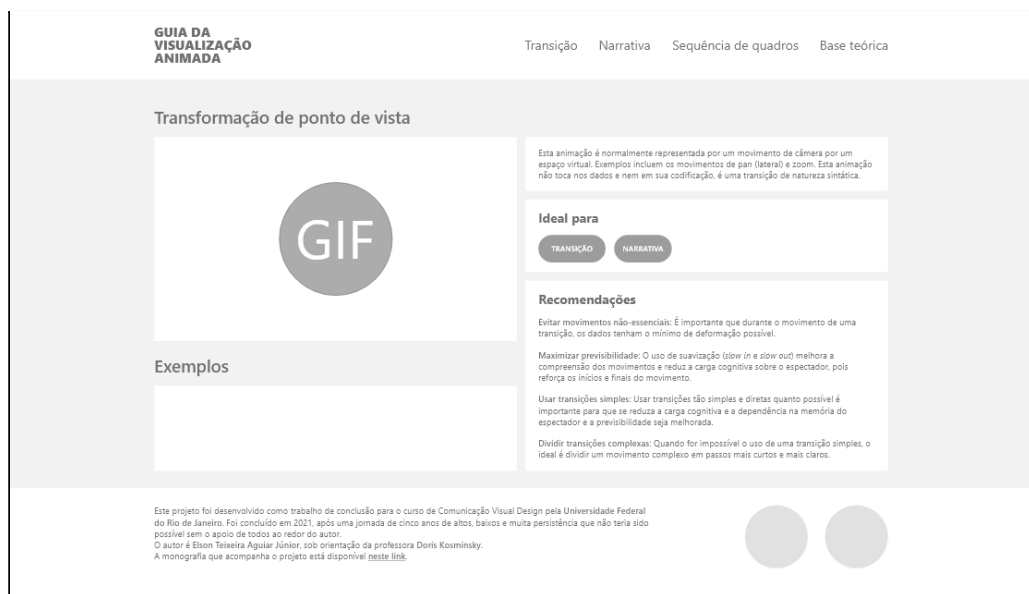 GUIA DA
VISUALIZAÇÃO
ANIMADA
Transição Narrativa Sequência de quadros Base teórica
Transformação de ponto de vista
GIF
Esta animação é normalmente representada por um movimento de câmera por um
espaço virtual. Exemplos incluem os movimentos de pan (lateral) e zoom. Esta animação
não toca nos dados e nem em sua codificação, é uma transição de natureza sintática.
Ideal para
TRANSIÇÃO NARRATIVA
Recomendações
Evitar movimentos não-essenciais: É importante que durante o movimento de uma
transição, os dados tenham o mínimo de deformação possível.
Maximizar previsibilidade: O uso de suavização (slow in e slow out) melhora a
compreensão dos movimentos e reduz a carga cognitiva sobre o espectador, pois
reforça os inícios e finais do movimento.
Usar transições simples: Usar transições tão simples e diretas quanto possível é
importante para que se reduza a carga cognitiva e a dependência na memória do
espectador e a previsibilidade seja melhorada.
Dividir transições complexas: Quando for impossível o uso de uma transição simples, o
ideal é dividir um movimento complexo em passos mais curtos e mais claros.
Exemplos
Este projeto foi desenvolvido como trabalho de conclusão para o curso de Comunicação Visual Design pela Universidade Federal
do Rio de Janeiro. Foi concluído em 2021, após uma jornada de cinco anos de altos, baixos e muita persistência que não teria sido
possível sem o apoio de todos ao redor do autor.
O autor é Elson Teixeira Aguiar Júnior, sob orientação da professora Doris Kosminsky.
A monografia que acompanha o projeto está disponível neste link.